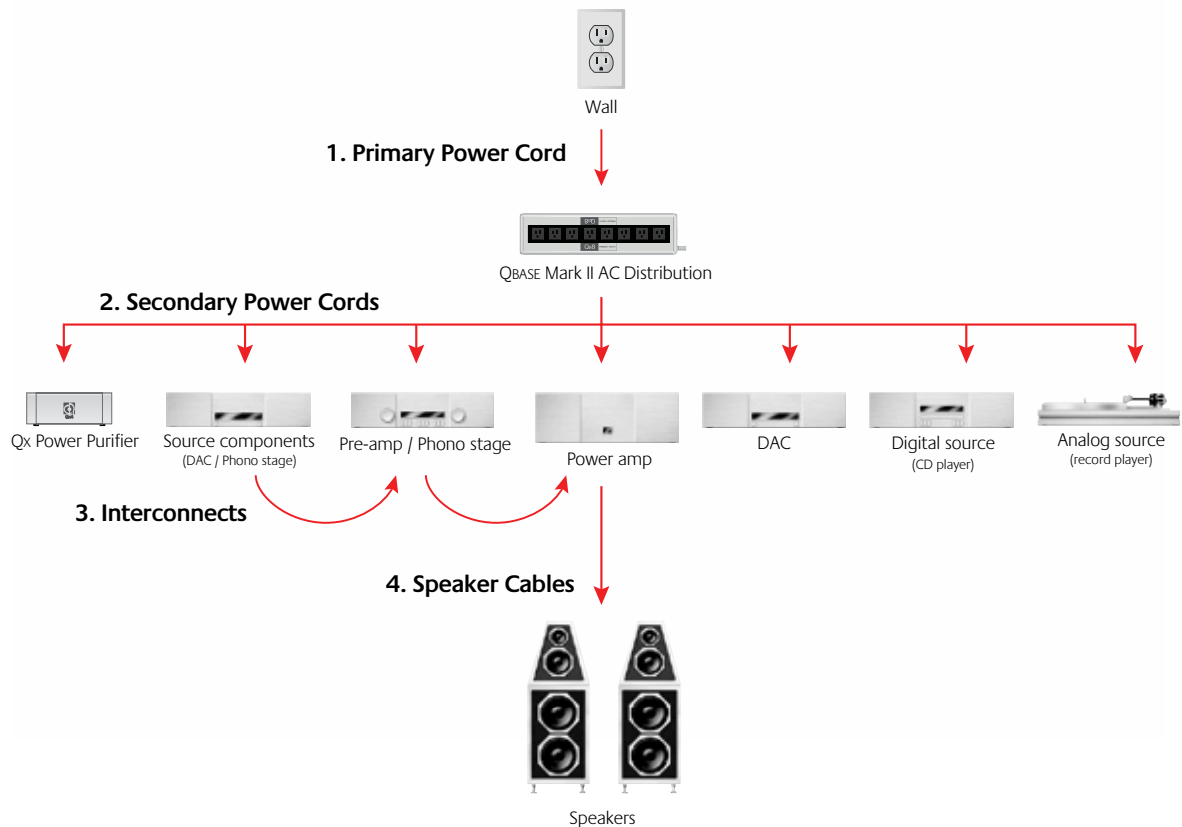 Wall
1. Primary Power Cord
QBASE Mark II AC Distribution
2. Secondary Power Cords
Qx Power Purifier
Source components
(DAC / Phono stage)
Pre-amp / Phono stage
Power amp
DAC
Digital source
(CD player)
Analog source
(record player)
3. Interconnects
4. Speaker Cables
Speakers